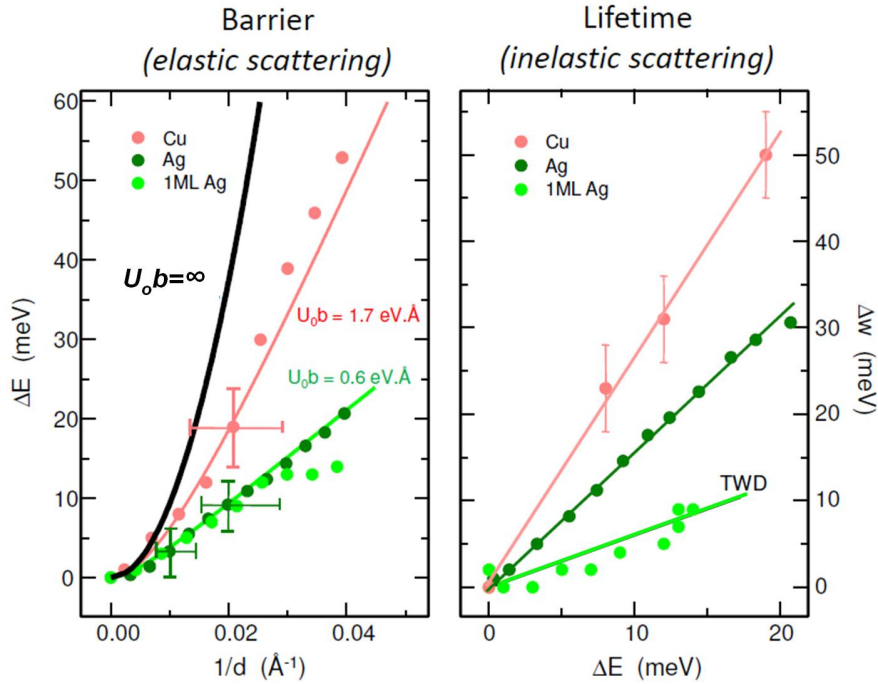 Barrier
(elastic scattering)
Lifetime
(inelastic scattering)
60
50
40
30
20
10
0
ΔE (meV)
Cu
Ag
1ML Ag
Uₒb=∞
U₀b = 1.7 eV.Å
U₀b = 0.6 eV.Å
0.00
0.02
0.04
1/d (Å⁻¹)
Cu
Ag
1ML Ag
TWD
50
40
30
20
10
0
Δw (meV)
0
10
20
ΔE (meV)